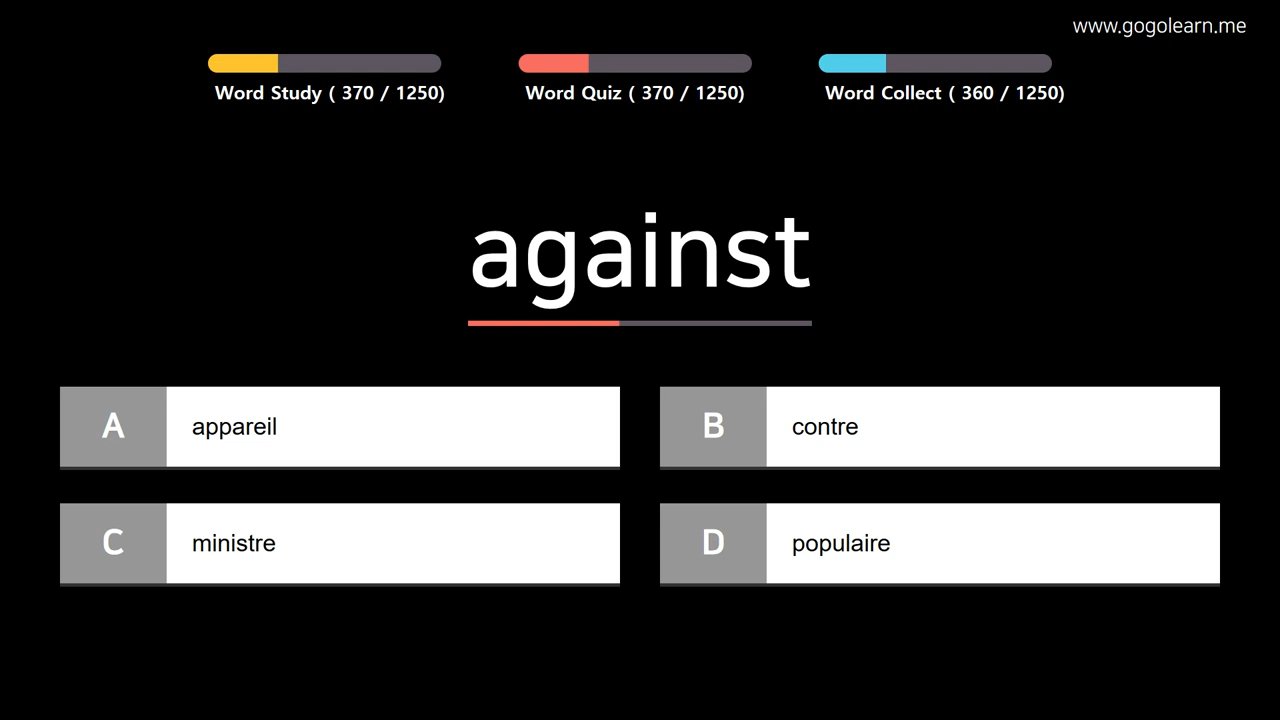 www.gogolearn.me
Word Study ( 370 / 1250)
Word Quiz ( 370 / 1250)
Word Collect ( 360 / 1250)
against
A appareil
B contre
C ministre
D populaire